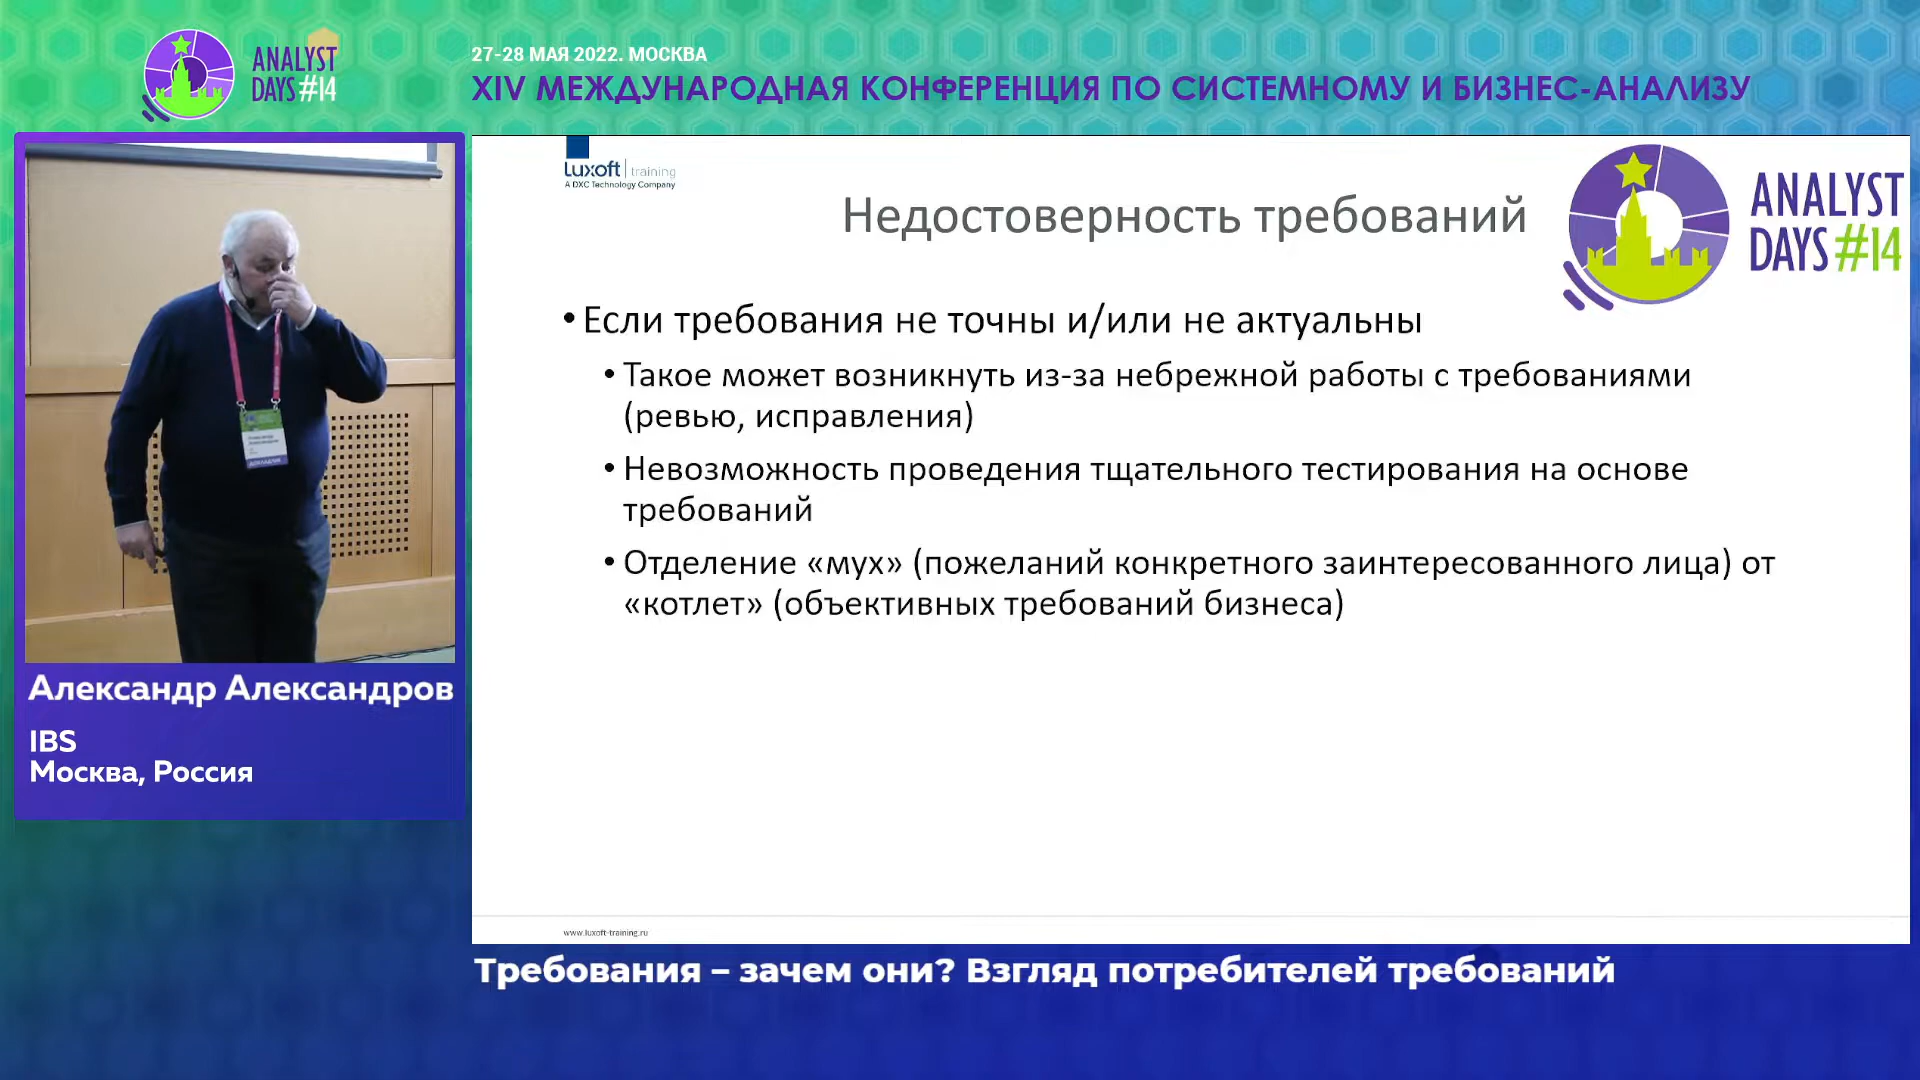 ANALYST
DAYS #14
27-28 МАЯ 2022. МОСКВА
XIV МЕЖДУНАРОДНАЯ КОНФЕРЕНЦИЯ ПО СИСТЕМНОМУ И БИЗНЕС-АНАЛИЗУ
Luxoft training
A DXC Technology Company
Недостоверность требований
ANALYST
DAYS #14
• Если требования не точны и/или не актуальны
• Такое может возникнуть из-за небрежной работы с требованиями
(ревью, исправления)
• Невозможность проведения тщательного тестирования на основе
требований
• Отделение «мух» (пожеланий конкретного заинтересованного лица) от
«котлет» (объективных требований бизнеса)
www.luxoft-training.ru
ДОКЛАДЧИК
Александр Александров
IBS
Москва, Россия
Требования – зачем они? Взгляд потребителей требований